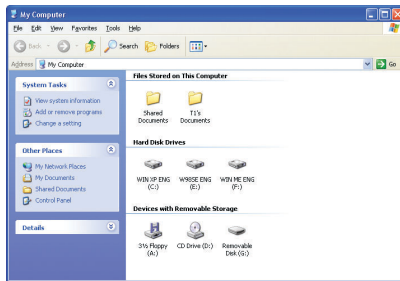 My Computer
File Edit View Favorites Tools Help
Back Search Folders
Address My Computer Go
System Tasks
View system information
Add or remove programs
Change a setting
Other Places
My Network Places
My Documents
Shared Documents
Control Panel
Details
Files Stored on This Computer
Shared Documents
T1's Documents
Hard Disk Drives
WIN XP ENG (C:)
W98SE ENG (E:)
WIN ME ENG (F:)
Devices with Removable Storage
3½ Floppy (A:)
CD Drive (D:)
Removable Disk (G:)